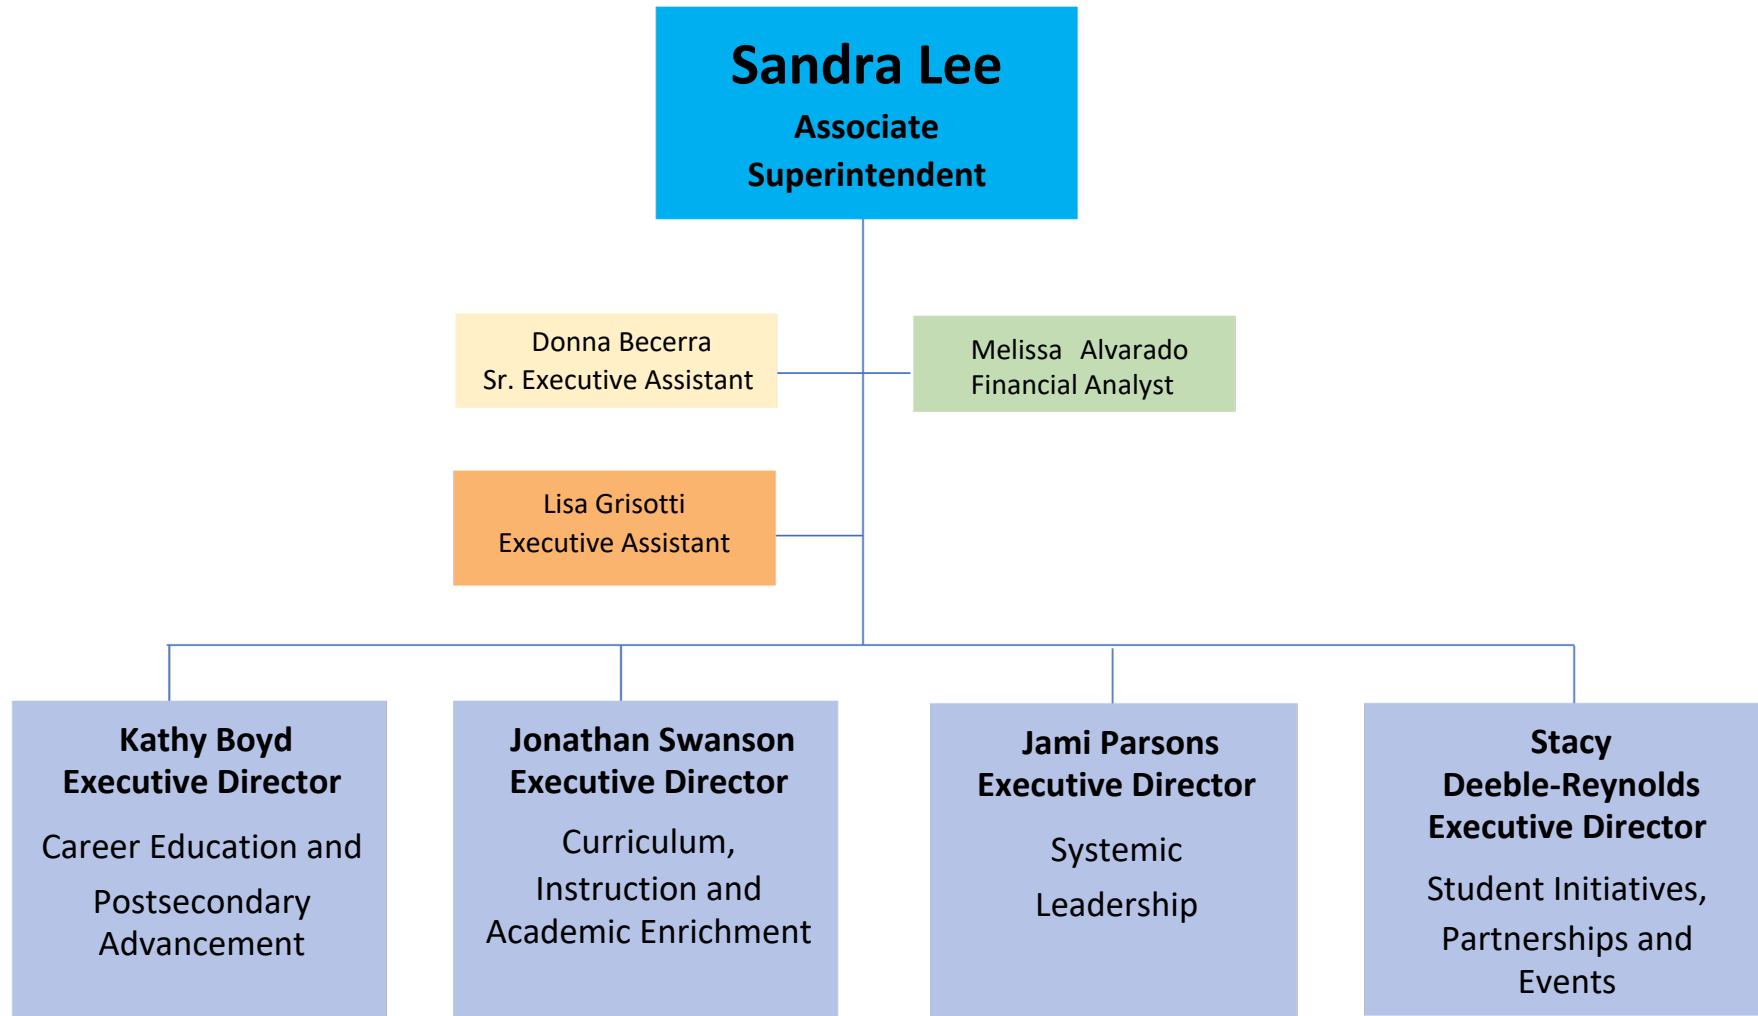 Sandra Lee
Associate
Superintendent
Donna Becerra
Sr. Executive Assistant
Melissa Alvarado
Financial Analyst
Lisa Grisotti
Executive Assistant
Kathy Boyd
Executive Director
Career Education and
Postsecondary
Advancement
Jonathan Swanson
Executive Director
Curriculum,
Instruction and
Academic Enrichment
Jami Parsons
Executive Director
Systemic
Leadership
Stacy
Deeble-Reynolds
Executive Director
Student Initiatives,
Partnerships and
Events